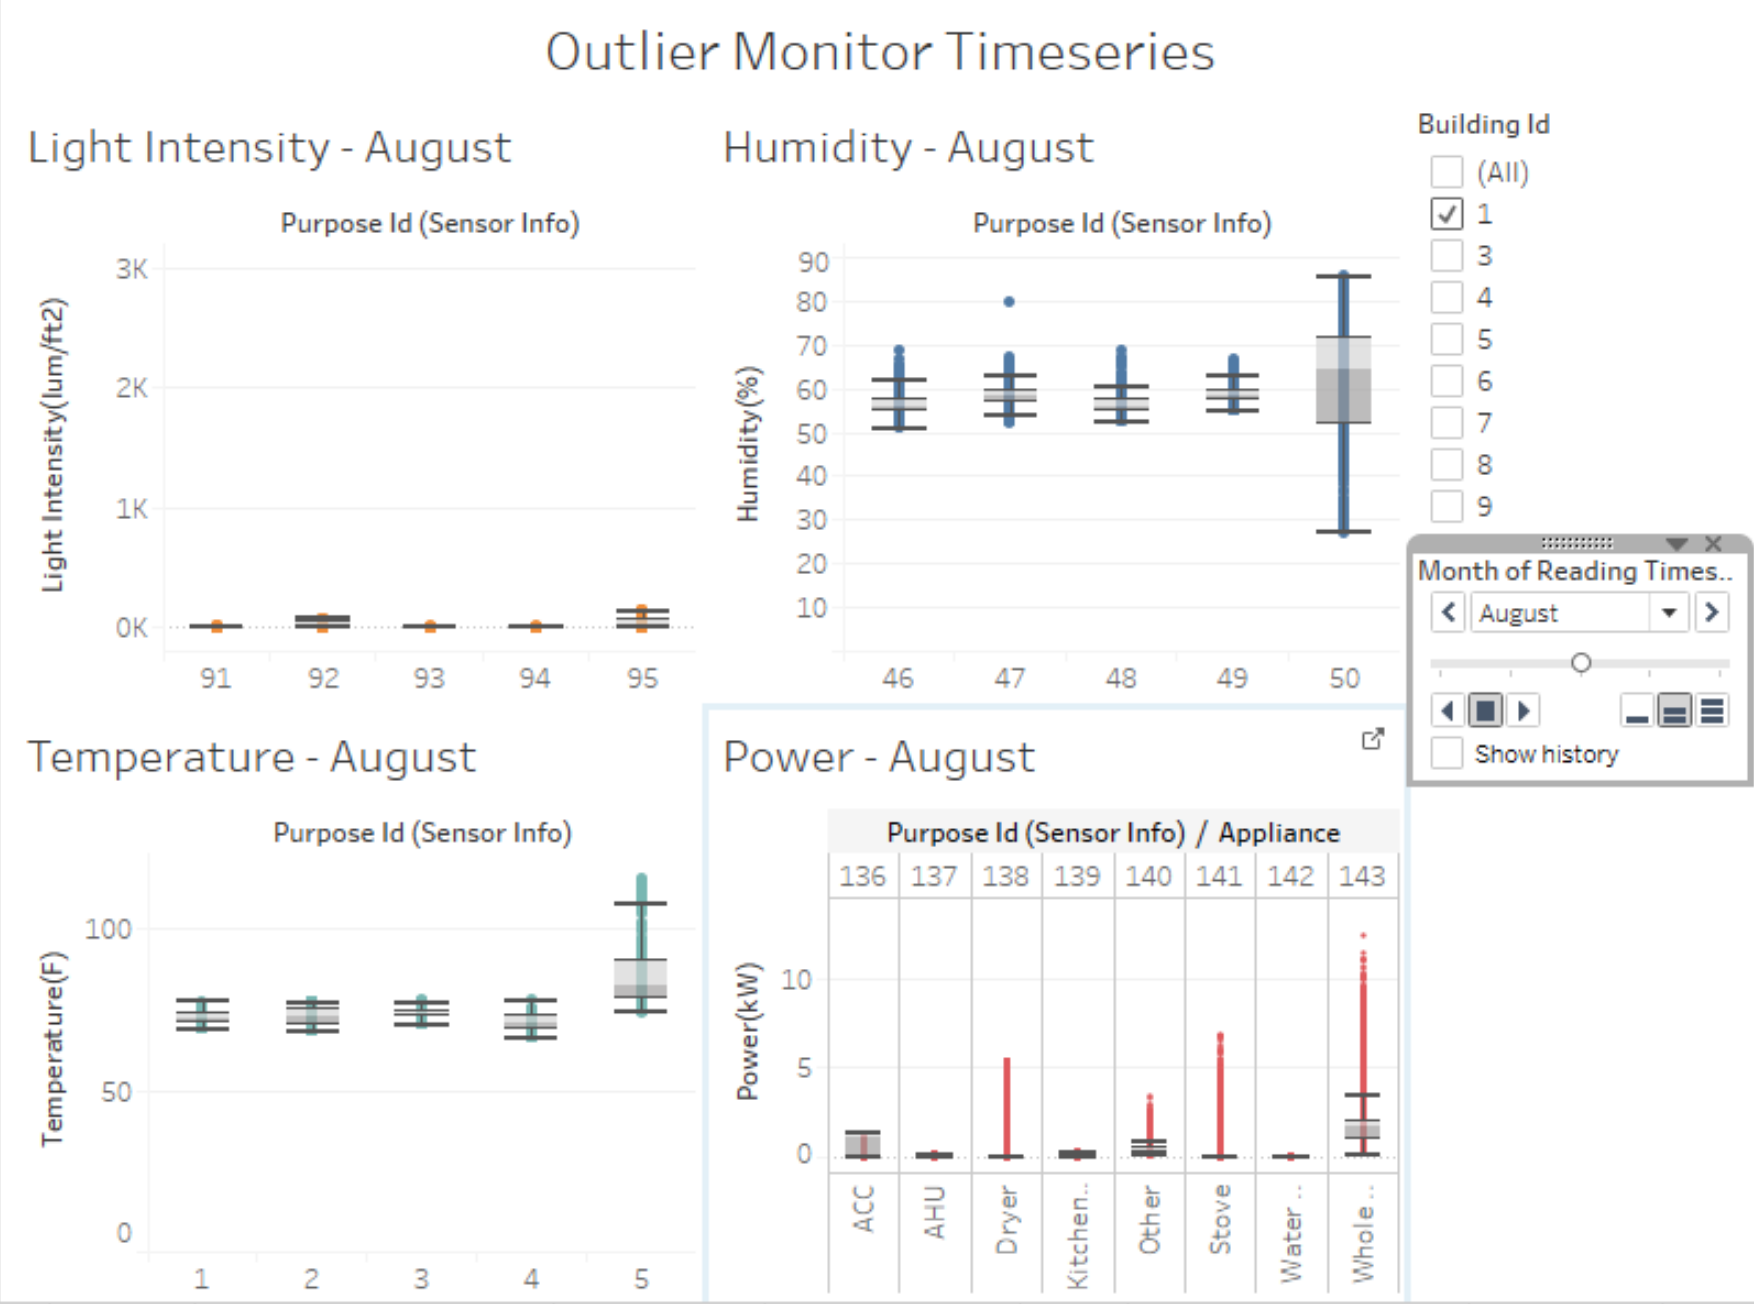 Outlier Monitor Timeseries
Light Intensity - August
Purpose Id (Sensor Info)
Light Intensity(lum/ft2)
3K
2K
1K
0K
91 92 93 94 95
Humidity - August
Purpose Id (Sensor Info)
Humidity(%)
90
80
70
60
50
40
30
20
10
46 47 48 49 50
Building Id
(All)
1
3
4
5
6
7
8
9
Month of Reading Times..
August
Show history
Temperature - August
Purpose Id (Sensor Info)
Temperature(F)
100
50
0
1 2 3 4 5
Power - August
Purpose Id (Sensor Info) / Appliance
136 137 138 139 140 141 142 143
Power(kW)
10
5
0
ACC
AHU
Dryer
Kitchen..
Other
Stove
Water ..
Whole ..